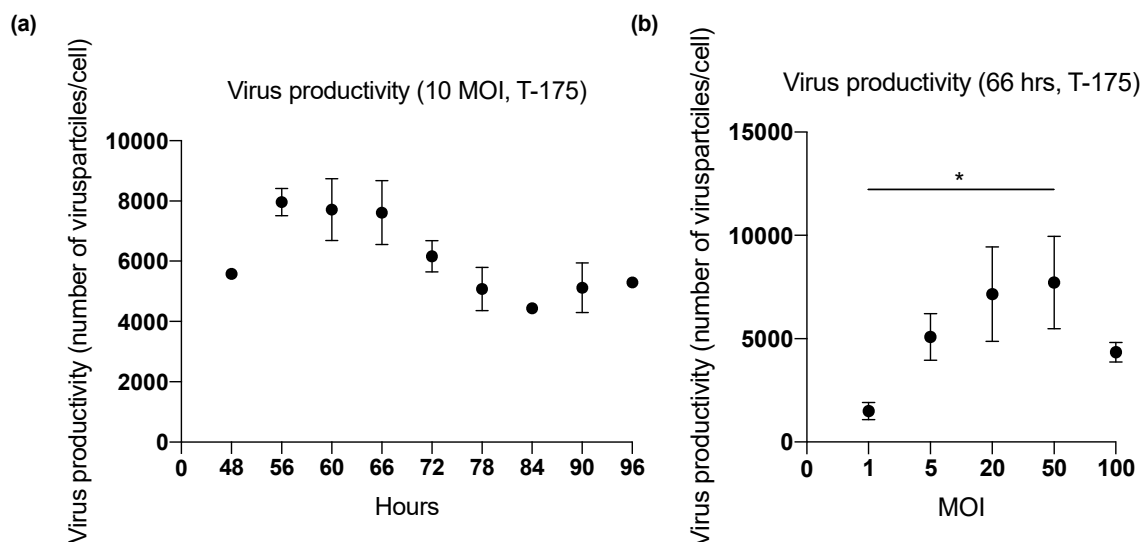 (a)
Virus productivity (10 MOI, T-175)
Virus productivity (number of viruspartciles/cell)
10000
8000
6000
4000
2000
0
0 48 56 60 66 72 78 84 90 96
Hours
(b)
Virus productivity (66 hrs, T-175)
Virus productivity (number of viruspartciles/cell)
15000
10000
5000
0
*
0 1 5 20 50 100
MOI